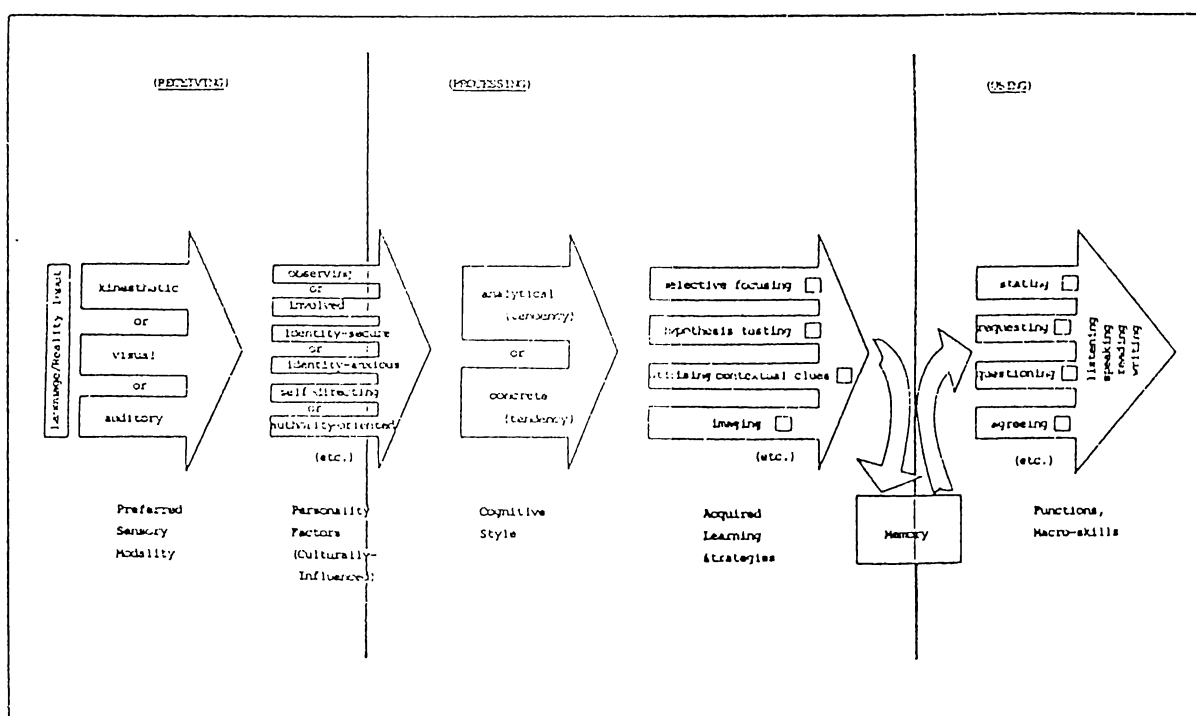 (RECEIVING)
(PROCESSING)
(USING)
Language/Reality Input
kinesthetic
or
visual
or
auditory
observing
or
involved
identity-secure
or
identity-anxious
self-directing
or
authority-oriented
(etc.)
analytical
(tendency)
or
concrete
(tendency)
selective focusing
hypothesis testing
utilising contextual clues
imaging
(etc.)
stating
requesting
questioning
agreeing
(etc.)
listening
speaking
reading
writing
Preferred
Sensory
Modality
Personality
Factors
(Culturally-
Influenced)
Cognitive
Style
Acquired
Learning
Strategies
Memory
Functions,
Macro-skills